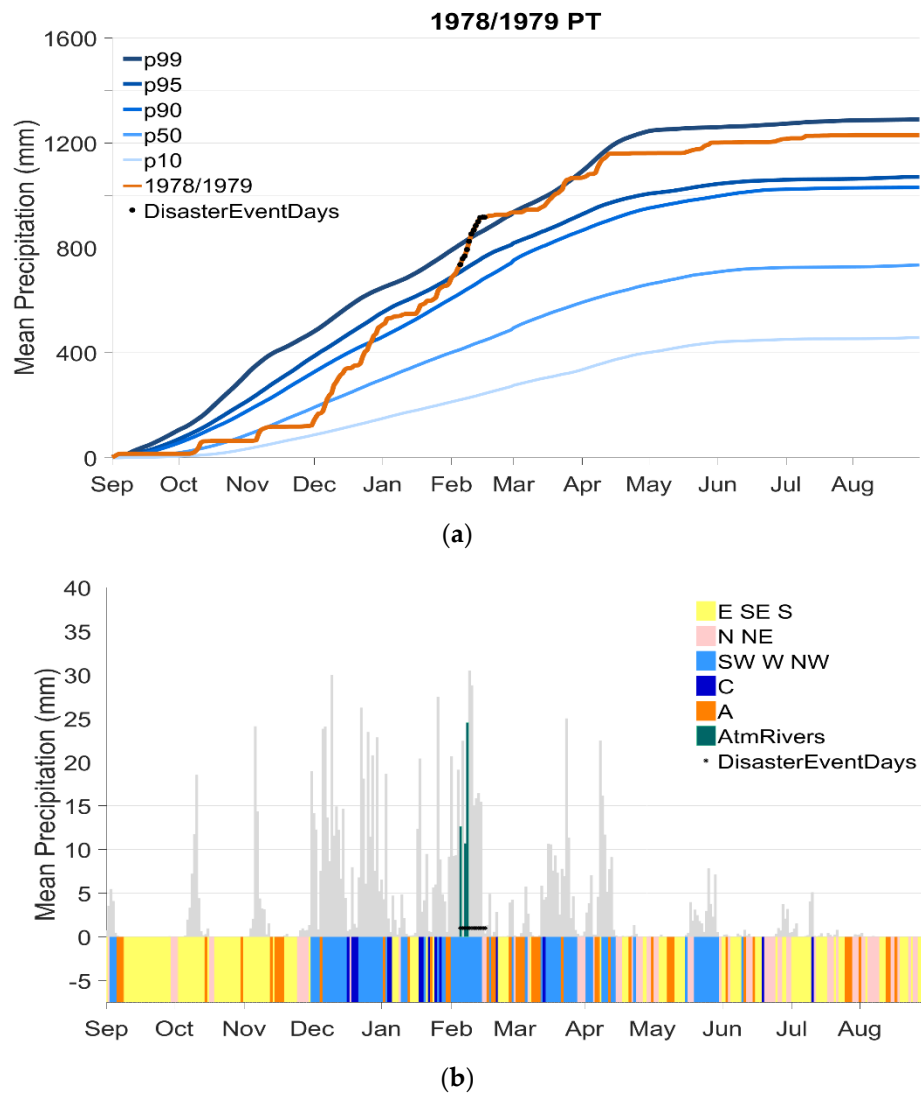 1978/1979 PT
1600
1200
800
400
0
Mean Precipitation (mm)
p99
p95
p90
p50
p10
1978/1979
DisasterEventDays
Sep Oct Nov Dec Jan Feb Mar Apr May Jun Jul Aug
(a)
40
35
30
25
20
15
10
5
0
-5
Mean Precipitation (mm)
E SE S
N NE
SW W NW
C
A
AtmRivers
DisasterEventDays
Sep Oct Nov Dec Jan Feb Mar Apr May Jun Jul Aug
(b)